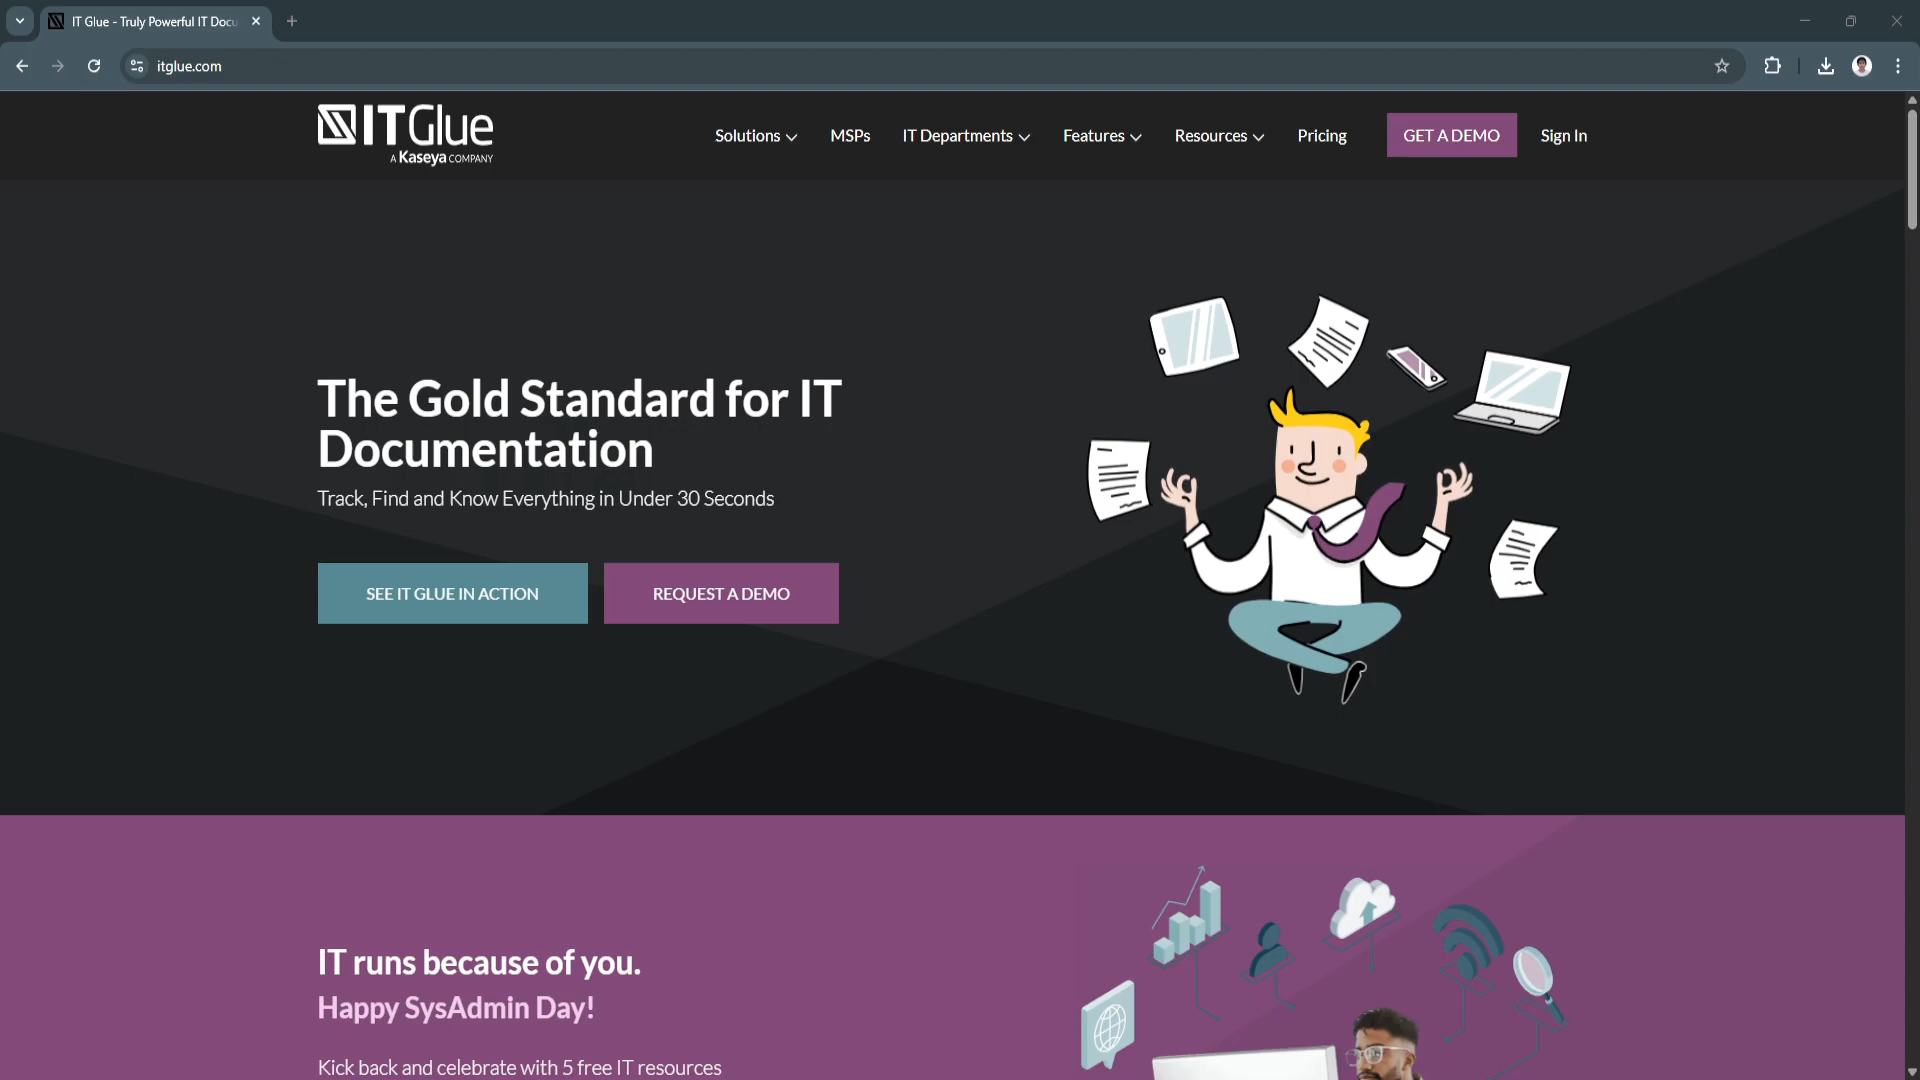 IT Glue - Truly Powerful IT Docu
itglue.com
ITGlue
A Kaseya COMPANY
Solutions
MSPs
IT Departments
Features
Resources
Pricing
GET A DEMO
Sign In
The Gold Standard for IT
Documentation
Track, Find and Know Everything in Under 30 Seconds
SEE IT GLUE IN ACTION
REQUEST A DEMO
IT runs because of you.
Happy SysAdmin Day!
Kick back and celebrate with 5 free IT resources